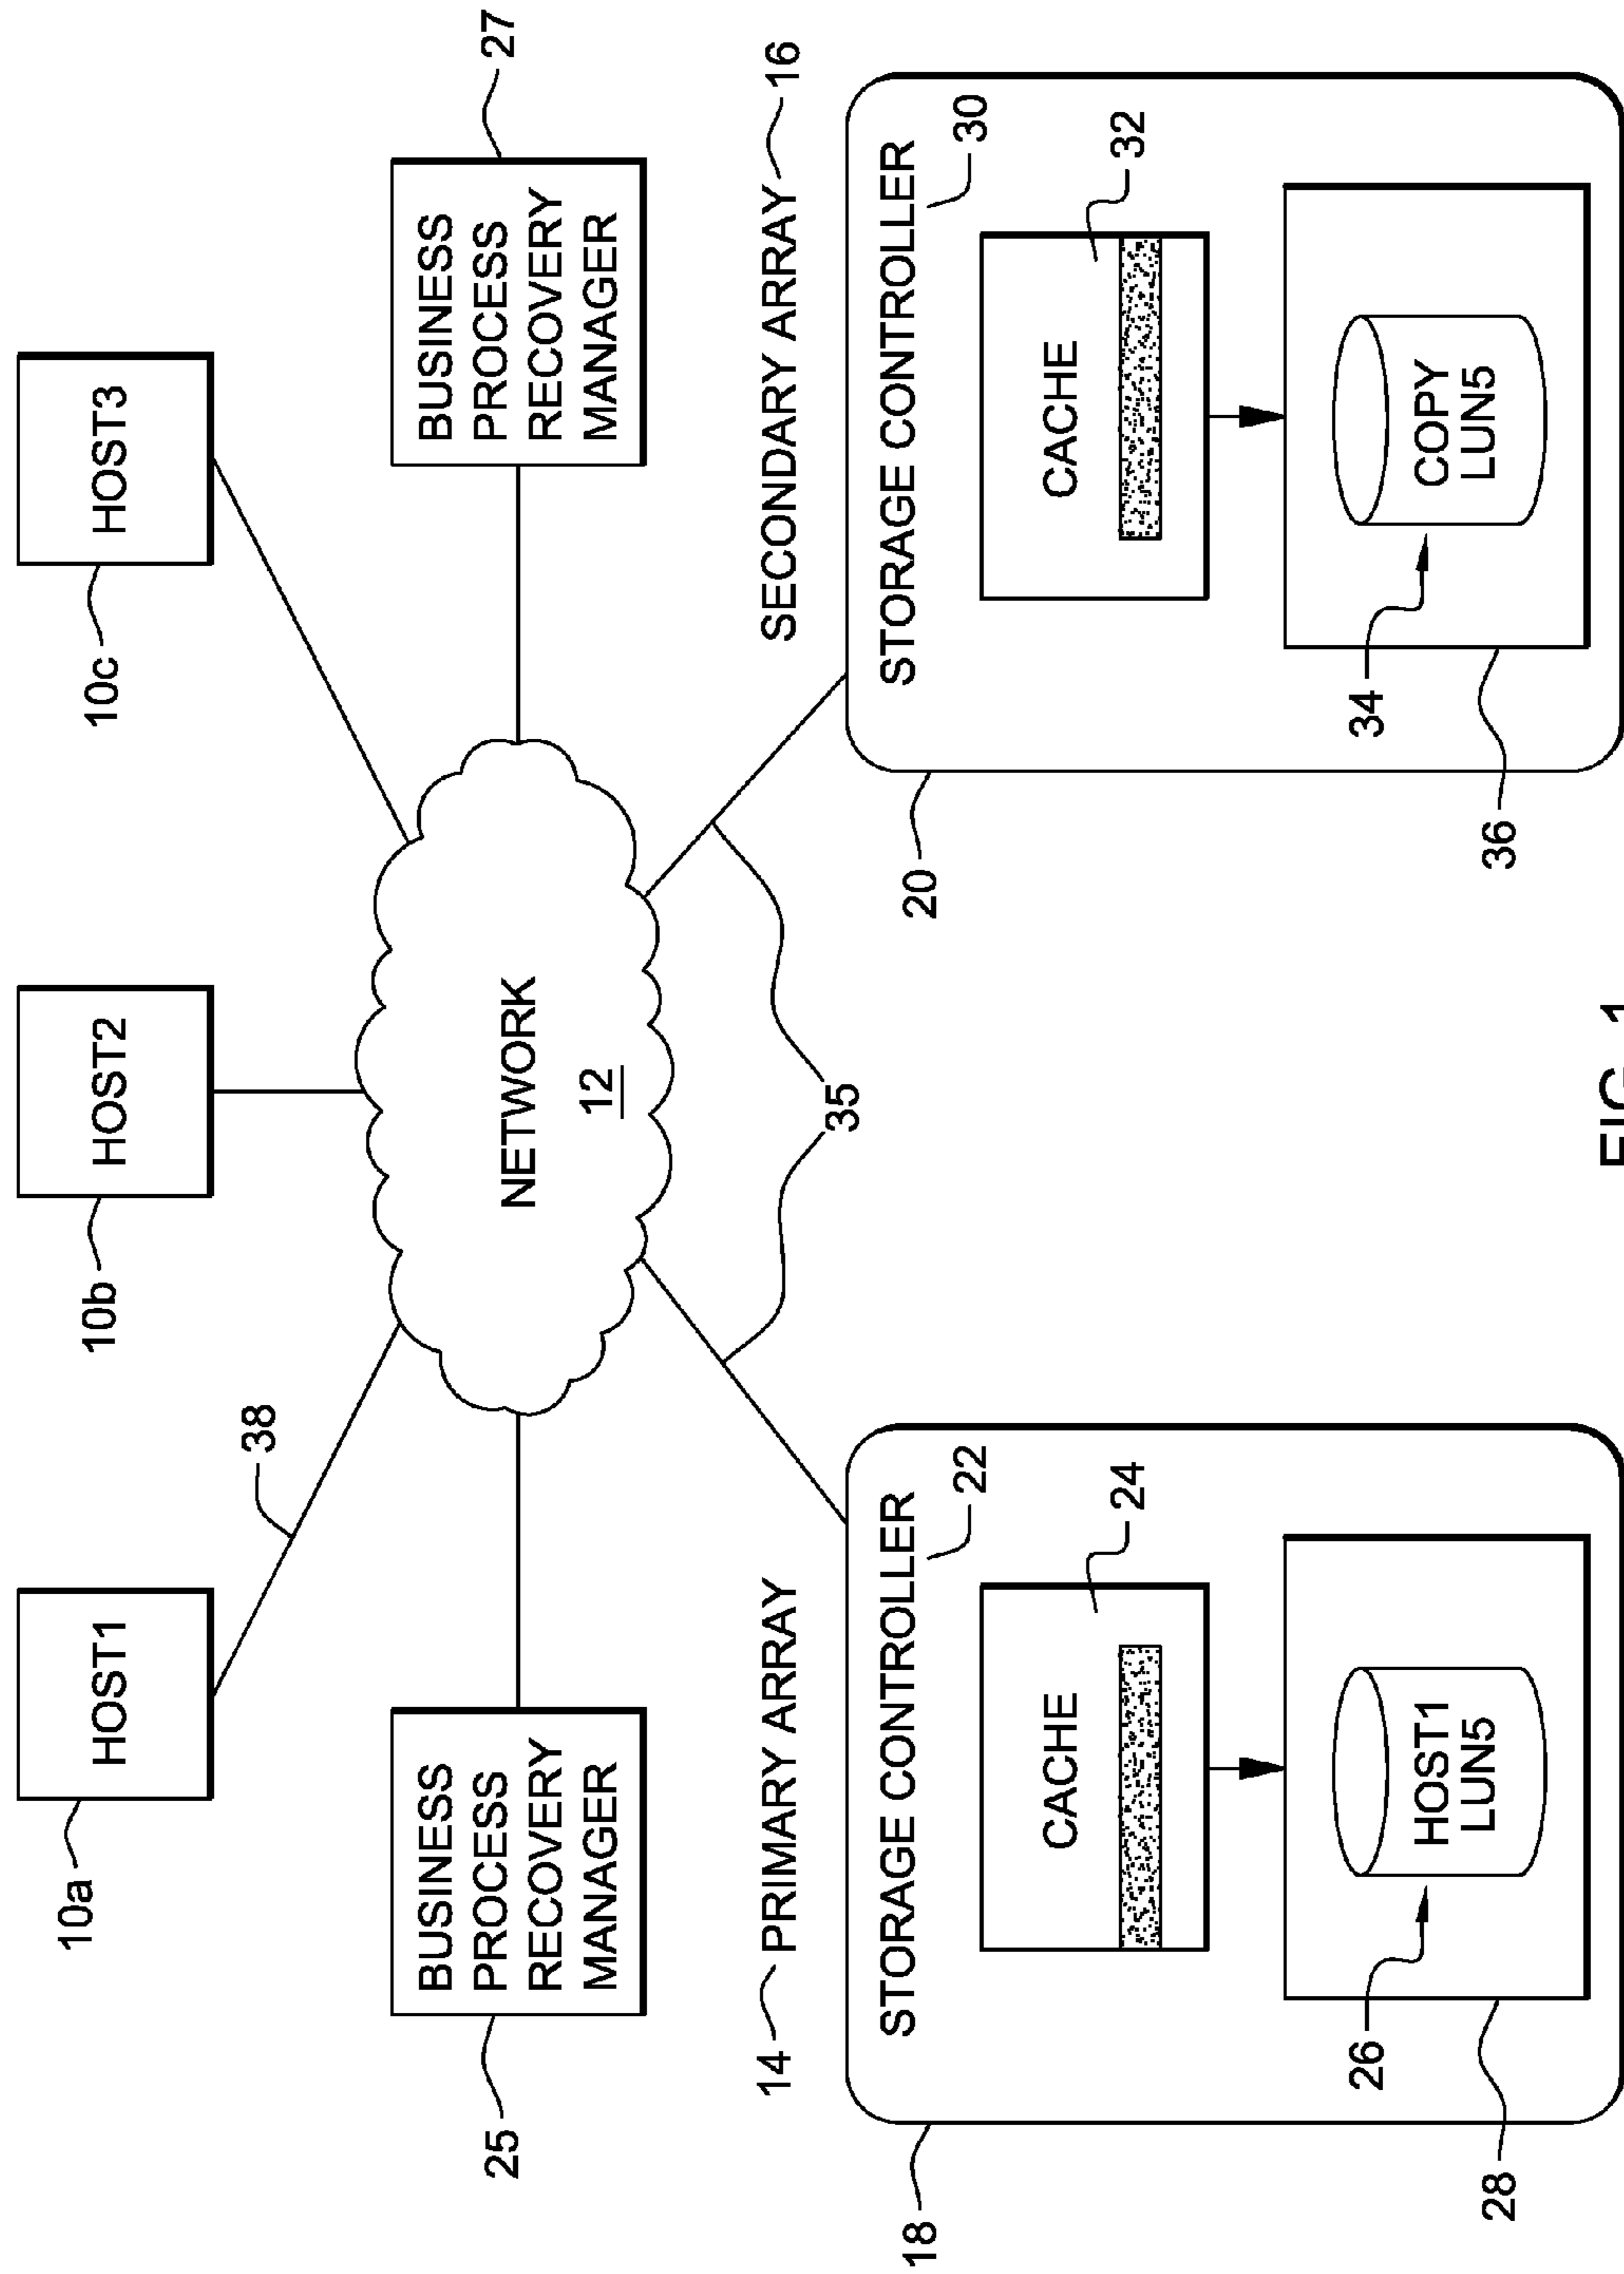 10a
HOST1
10b
HOST2
10c
HOST3
38
25
BUSINESS
PROCESS
RECOVERY
MANAGER
NETWORK
12
BUSINESS
PROCESS
RECOVERY
MANAGER
27
14
PRIMARY ARRAY
35
SECONDARY ARRAY
16
18
STORAGE CONTROLLER
22
CACHE
24
26
HOST1
LUN5
28
20
STORAGE CONTROLLER
30
CACHE
32
34
COPY
LUN5
36
FIG. 1